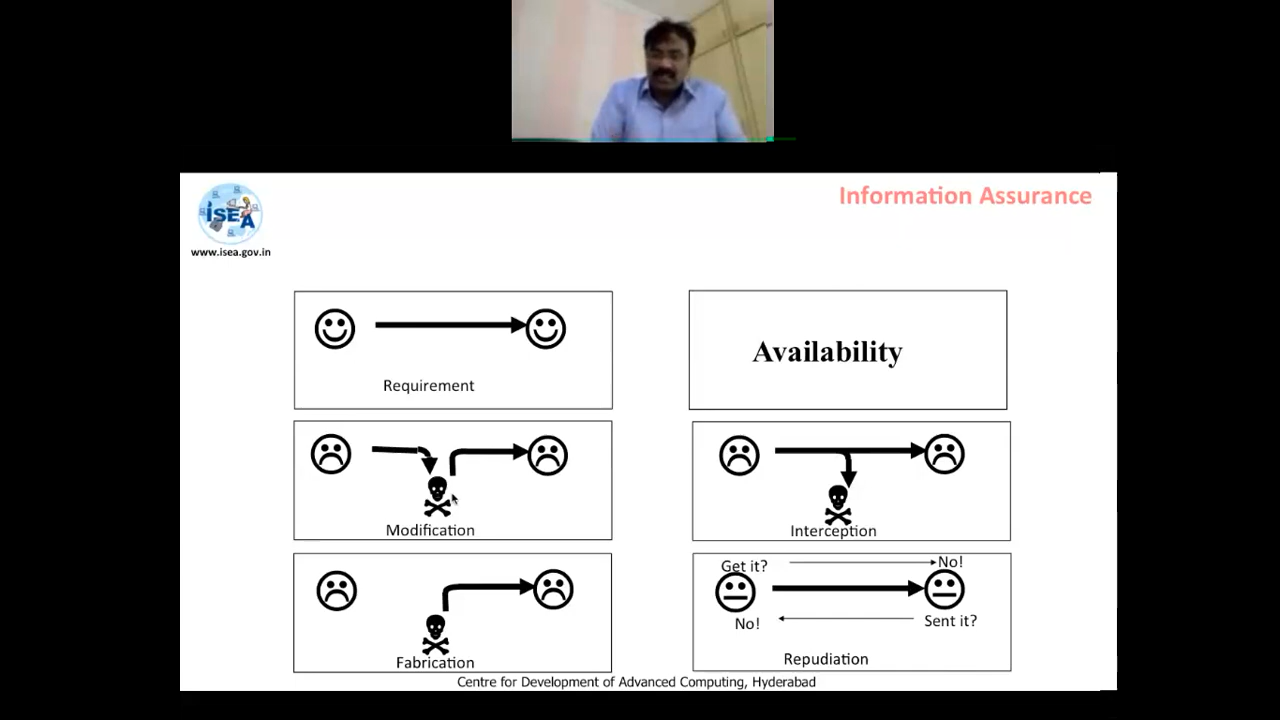 Information Assurance
iSEA
www.isea.gov.in
Requirement
Availability
Modification
Interception
Fabrication
Get it?
No!
No!
Sent it?
Repudiation
Centre for Development of Advanced Computing, Hyderabad